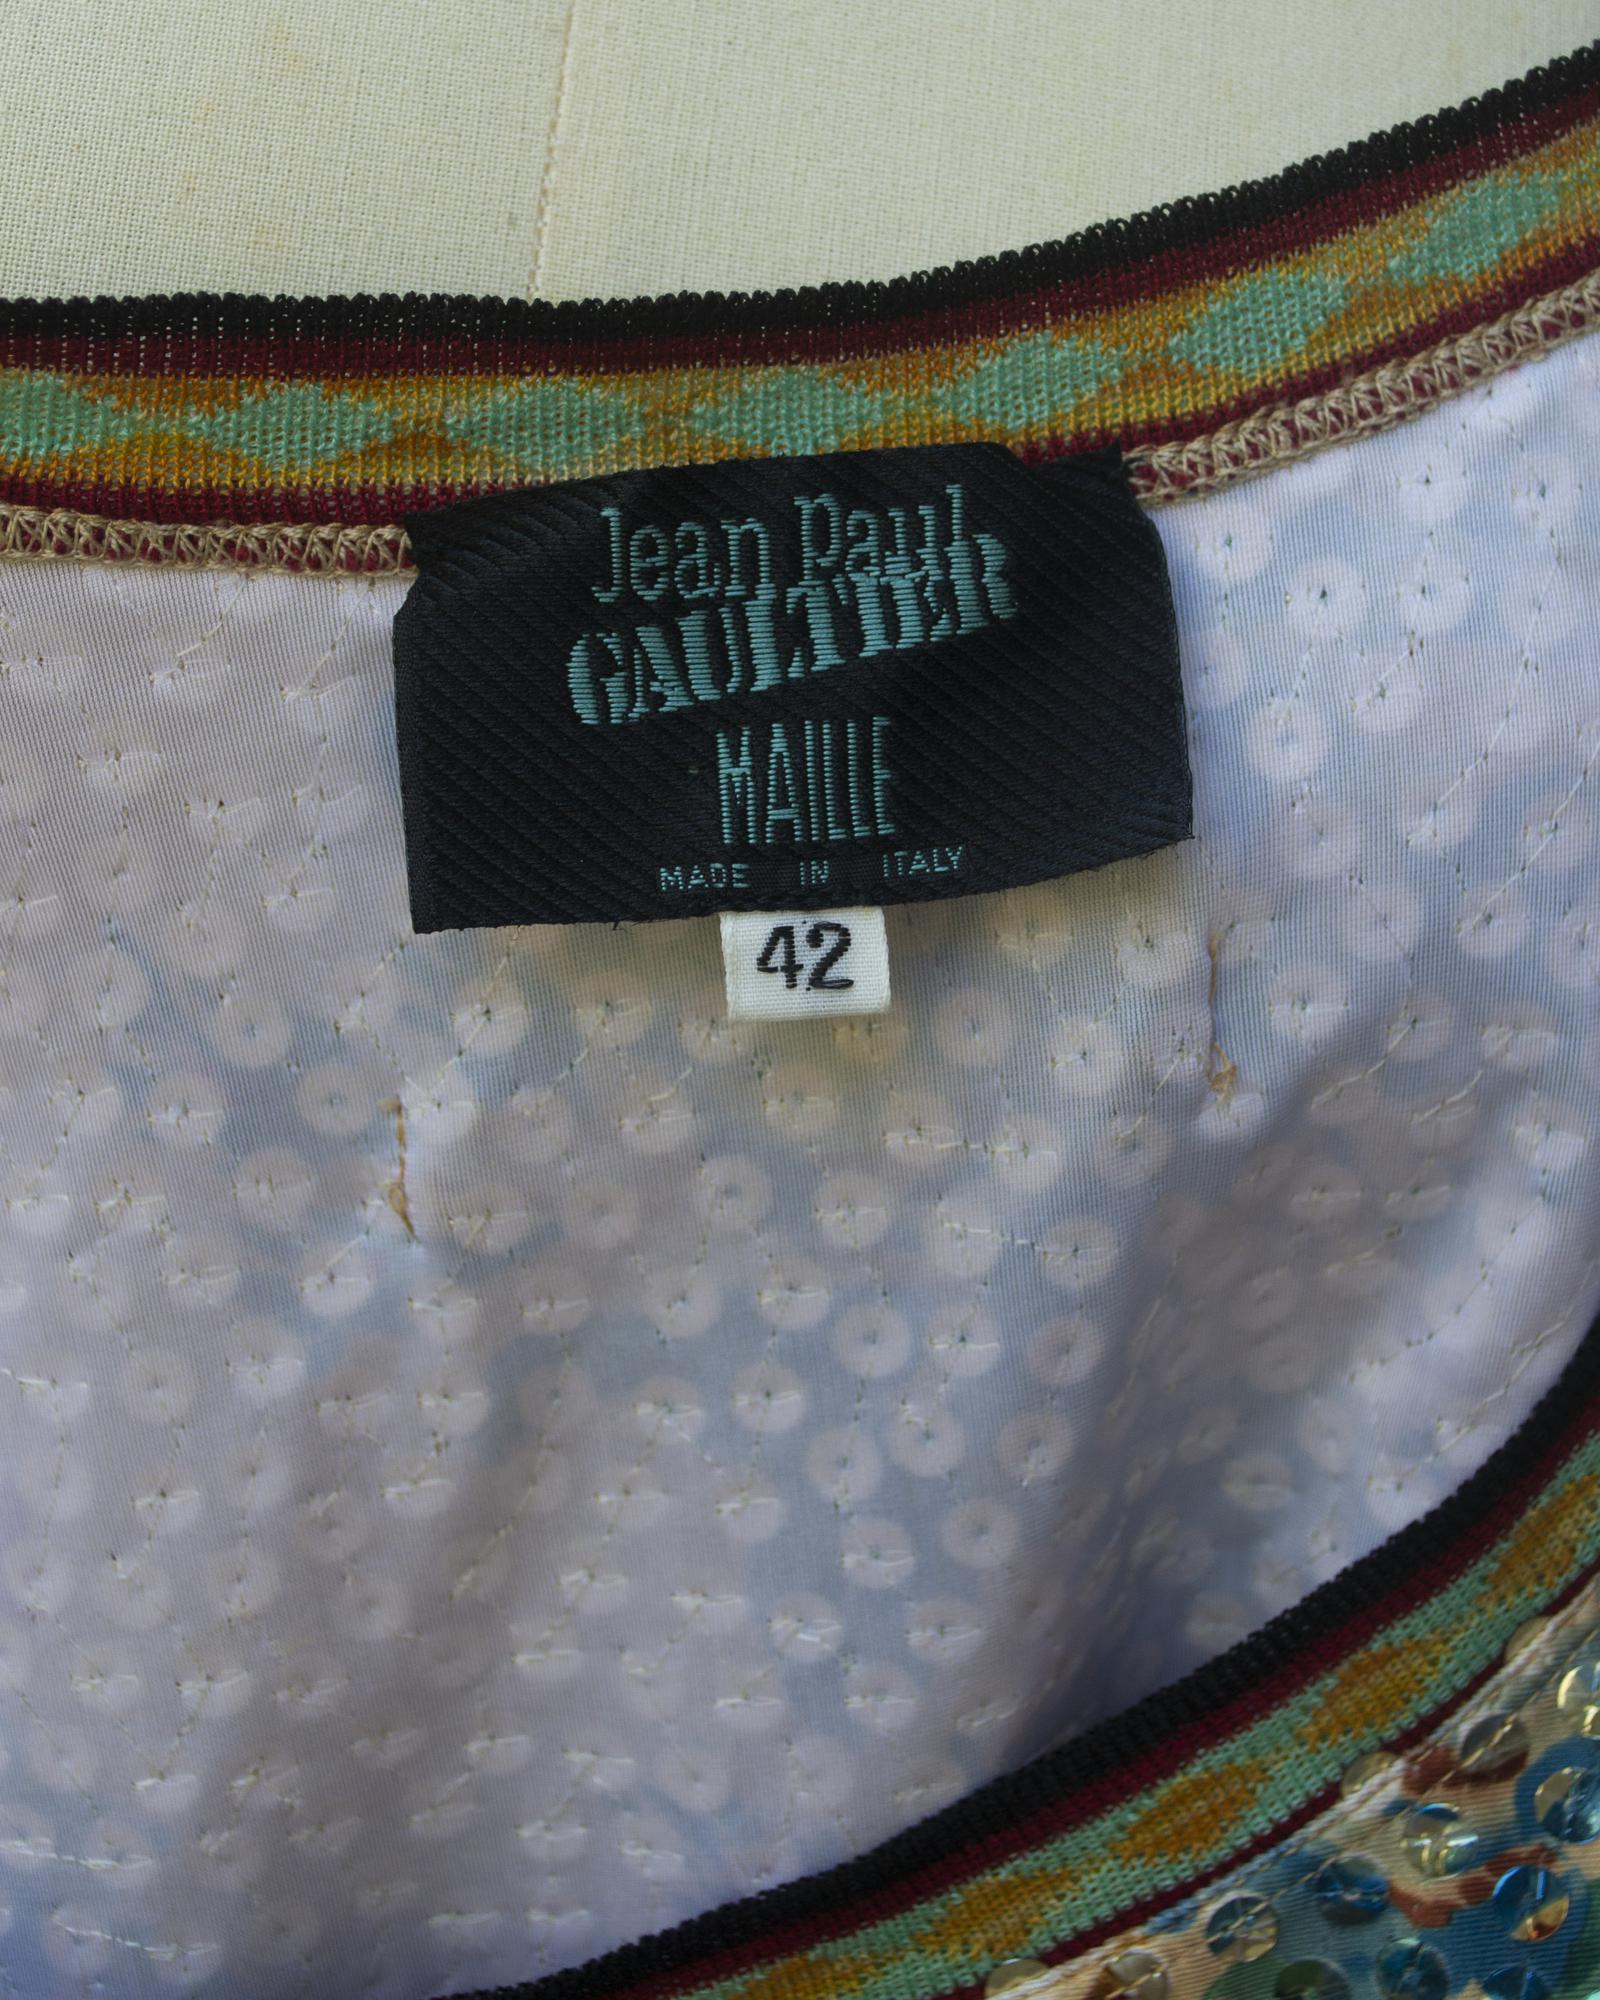 Jean Paul
GAULTIER
MAILLE
MADE IN ITALY
42